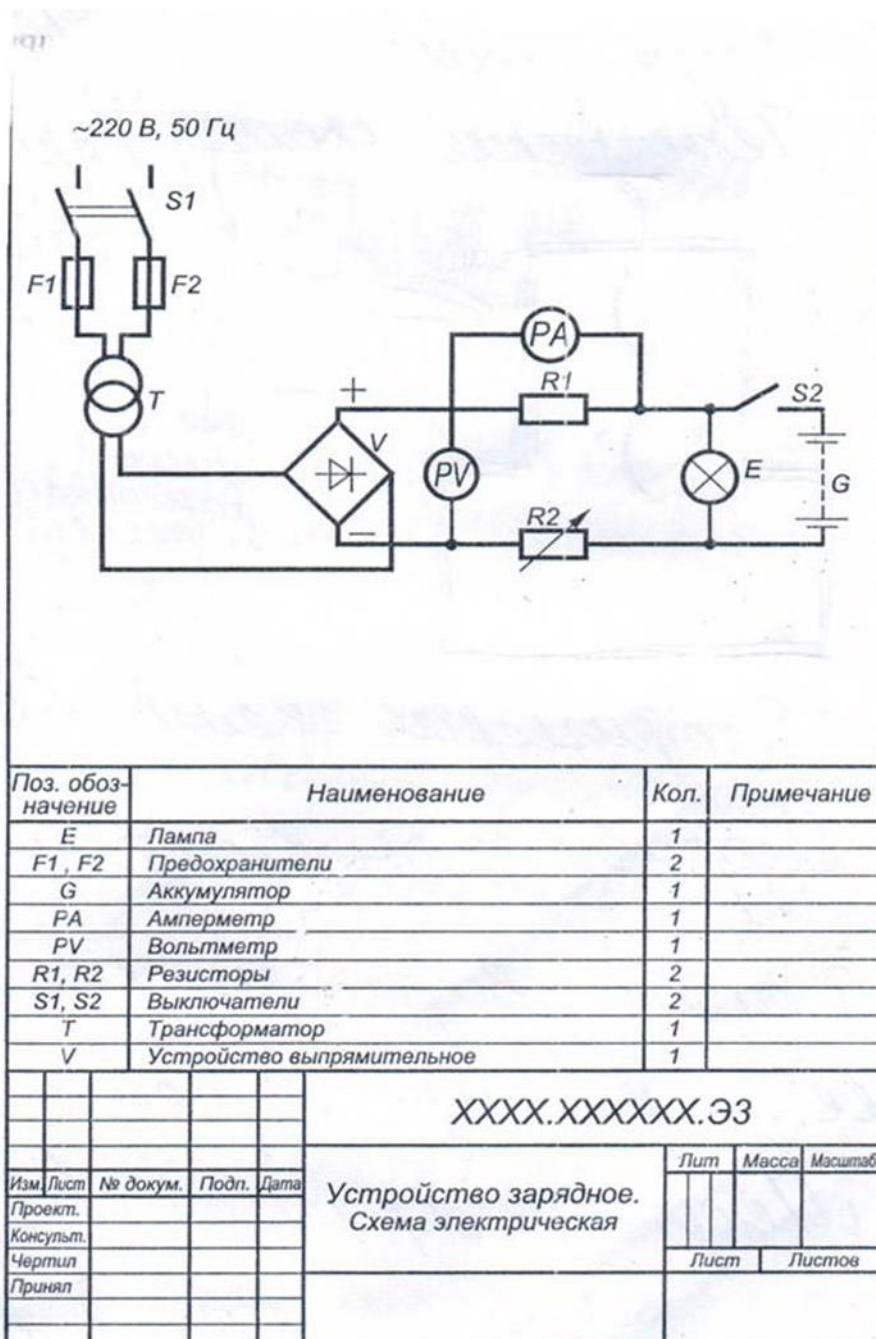 ~220 В, 50 Гц
S1
F1 F2
T
PA
+ R1 S2
V PV E G
R2
—
Поз. обоз-
значение Наименование Кол. Примечание
E Лампа 1
F1 , F2 Предохранители 2
G Аккумулятор 1
PA Амперметр 1
PV Вольтметр 1
R1, R2 Резисторы 2
S1, S2 Выключатели 2
T Трансформатор 1
V Устройство выпрямительное 1
XXXX.XXXXXX.ЭЗ
Лит Масса Масштаб
Изм. Лист № докум. Подп. Дата
Устройство зарядное.
Схема электрическая
Проект.
Консульт.
Чертил
Лист Листов
Принял